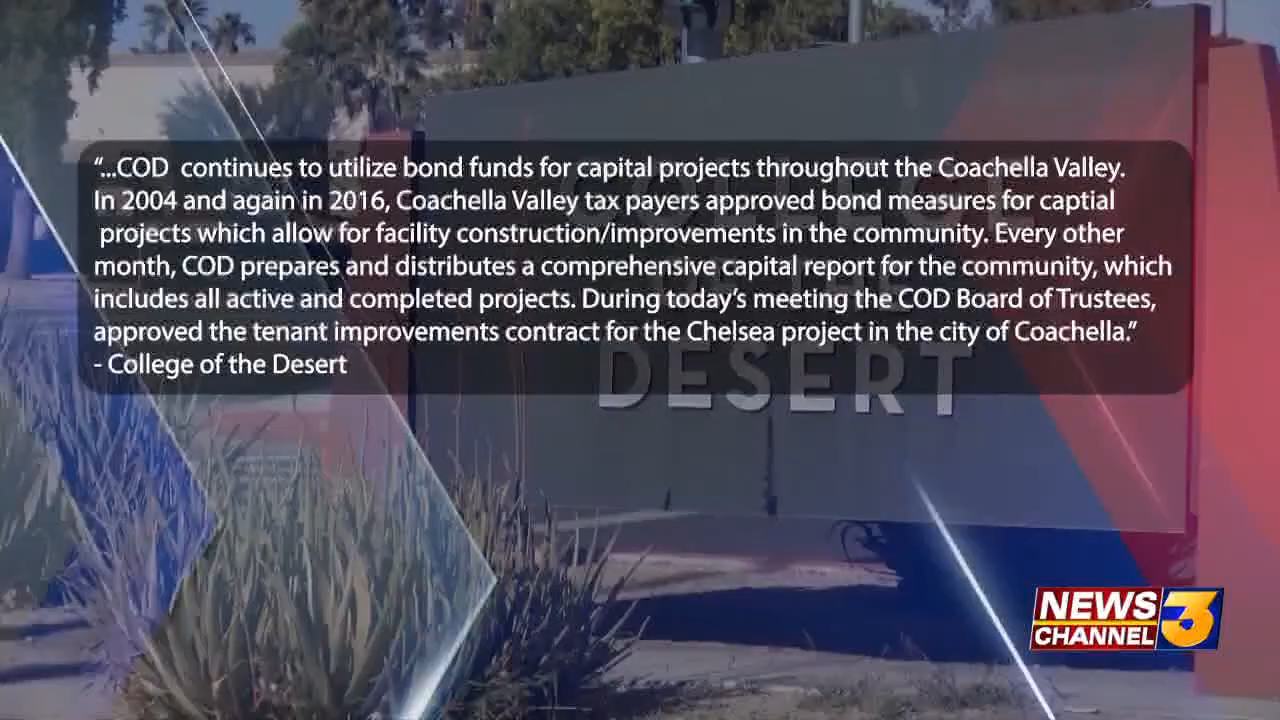 “...COD  continues to utilize bond funds for capital projects throughout the Coachella Valley.
In 2004 and again in 2016, Coachella Valley tax payers approved bond measures for captial
projects which allow for facility construction/improvements in the community. Every other
month, COD prepares and distributes a comprehensive capital report for the community, which
includes all active and completed projects. During today’s meeting the COD Board of Trustees,
approved the tenant improvements contract for the Chelsea project in the city of Coachella.”
- College of the Desert
COLLEGE
OF THE
DESERT
NEWS
CHANNEL 3